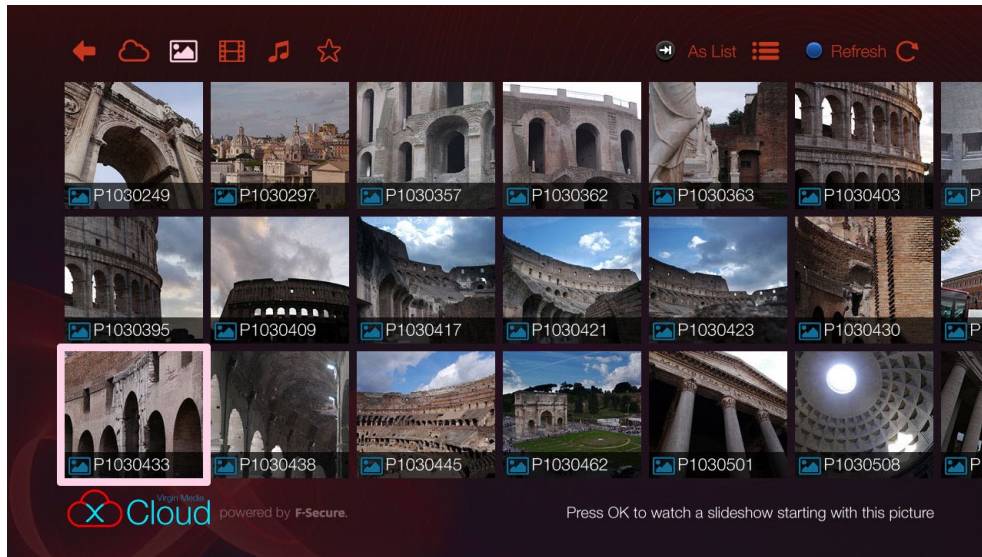 As List Refresh
P1030249 P1030297 P1030357 P1030362 P1030363 P1030403 P
P1030395 P1030409 P1030417 P1030421 P1030423 P1030430 P
P1030433 P1030438 P1030445 P1030462 P1030501 P1030508 P
Virgin Media
x Cloud powered by F-Secure. Press OK to watch a slideshow starting with this picture